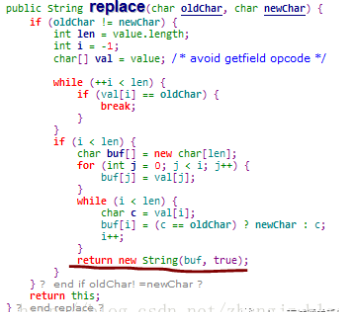 public String replace(char oldChar, char newChar) {
if (oldChar != newChar) {
int len = value.length;
int i = -1;
char[] val = value; /* avoid getfield opcode */
while (++i < len) {
if (val[i] == oldChar) {
break;
}
}
if (i < len) {
char buf[] = new char[len];
for (int j = 0; j < i; j++) {
buf[j] = val[j];
}
while (i < len) {
char c = val[i];
buf[i] = (c == oldChar) ? newChar : c;
i++;
}
return new String(buf, true);
}
} ? end if oldChar! =newChar ?
return this;
} ? end replace ?